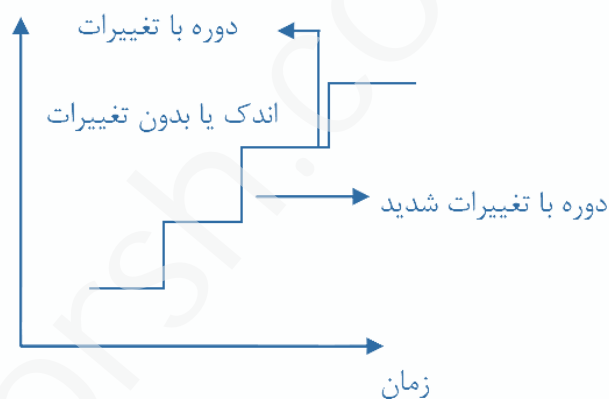 دوره با تغییرات
اندک یا بدون تغییرات
دوره با تغییرات شدید
زمان